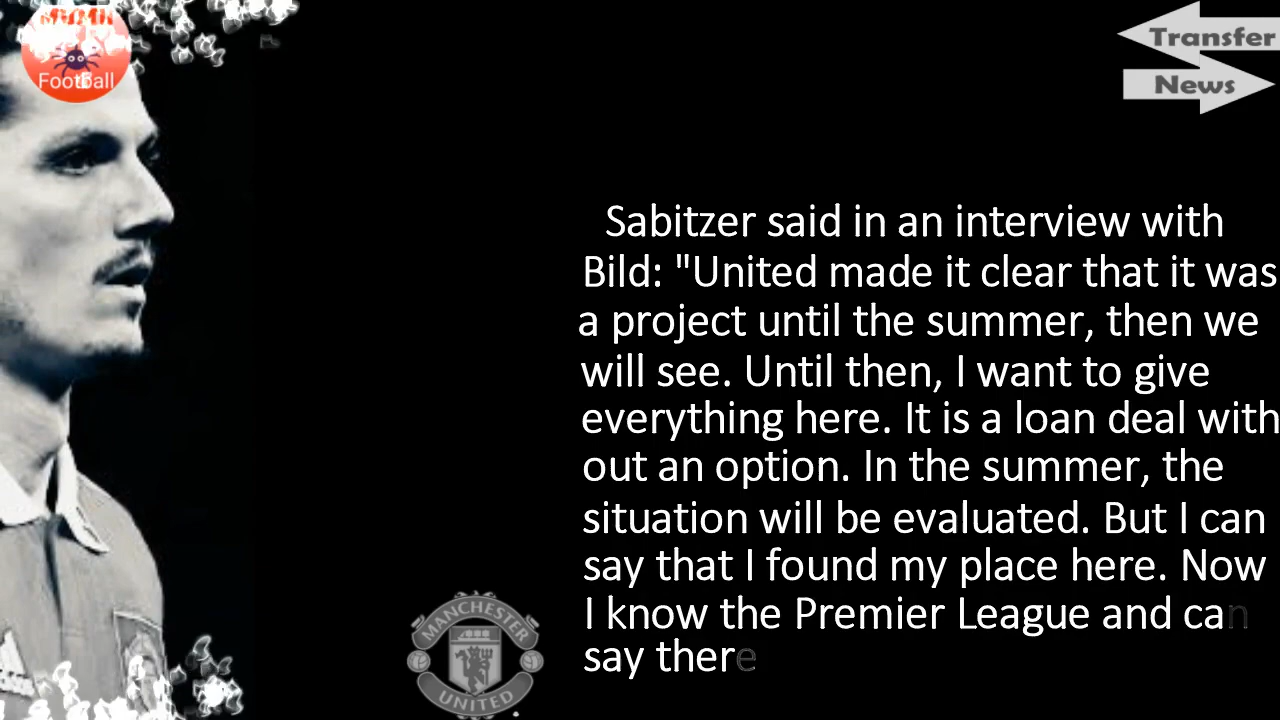 Football
Transfer
News
Sabitzer said in an interview with
Bild: "United made it clear that it was
a project until the summer, then we
will see. Until then, I want to give
everything here. It is a loan deal with
out an option. In the summer, the
situation will be evaluated. But I can
say that I found my place here. Now
I know the Premier League and can
say there
MANCHESTER
UNITED